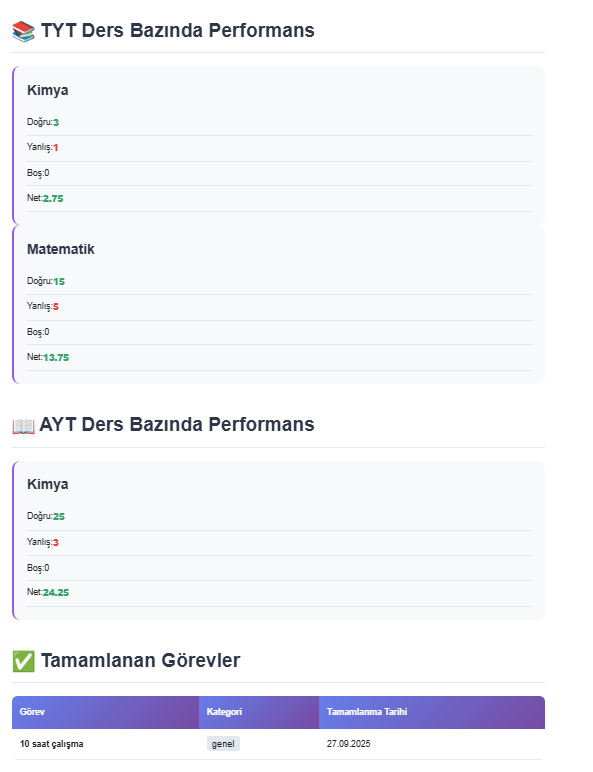 📚 TYT Ders Bazında Performans
Kimya
Doğru:3
Yanlış:1
Boş:0
Net:2.75
Matematik
Doğru:15
Yanlış:5
Boş:0
Net:13.75
📖 AYT Ders Bazında Performans
Kimya
Doğru:25
Yanlış:3
Boş:0
Net:24.25
✅ Tamamlanan Görevler
Görev Kategori Tamamlanma Tarihi
10 saat çalışma genel 27.09.2025